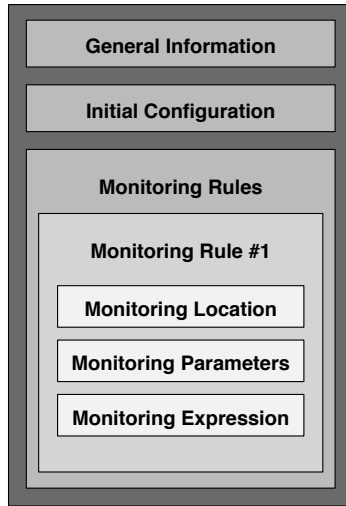 General Information
Initial Configuration
Monitoring Rules
Monitoring Rule #1
Monitoring Location
Monitoring Parameters
Monitoring Expression